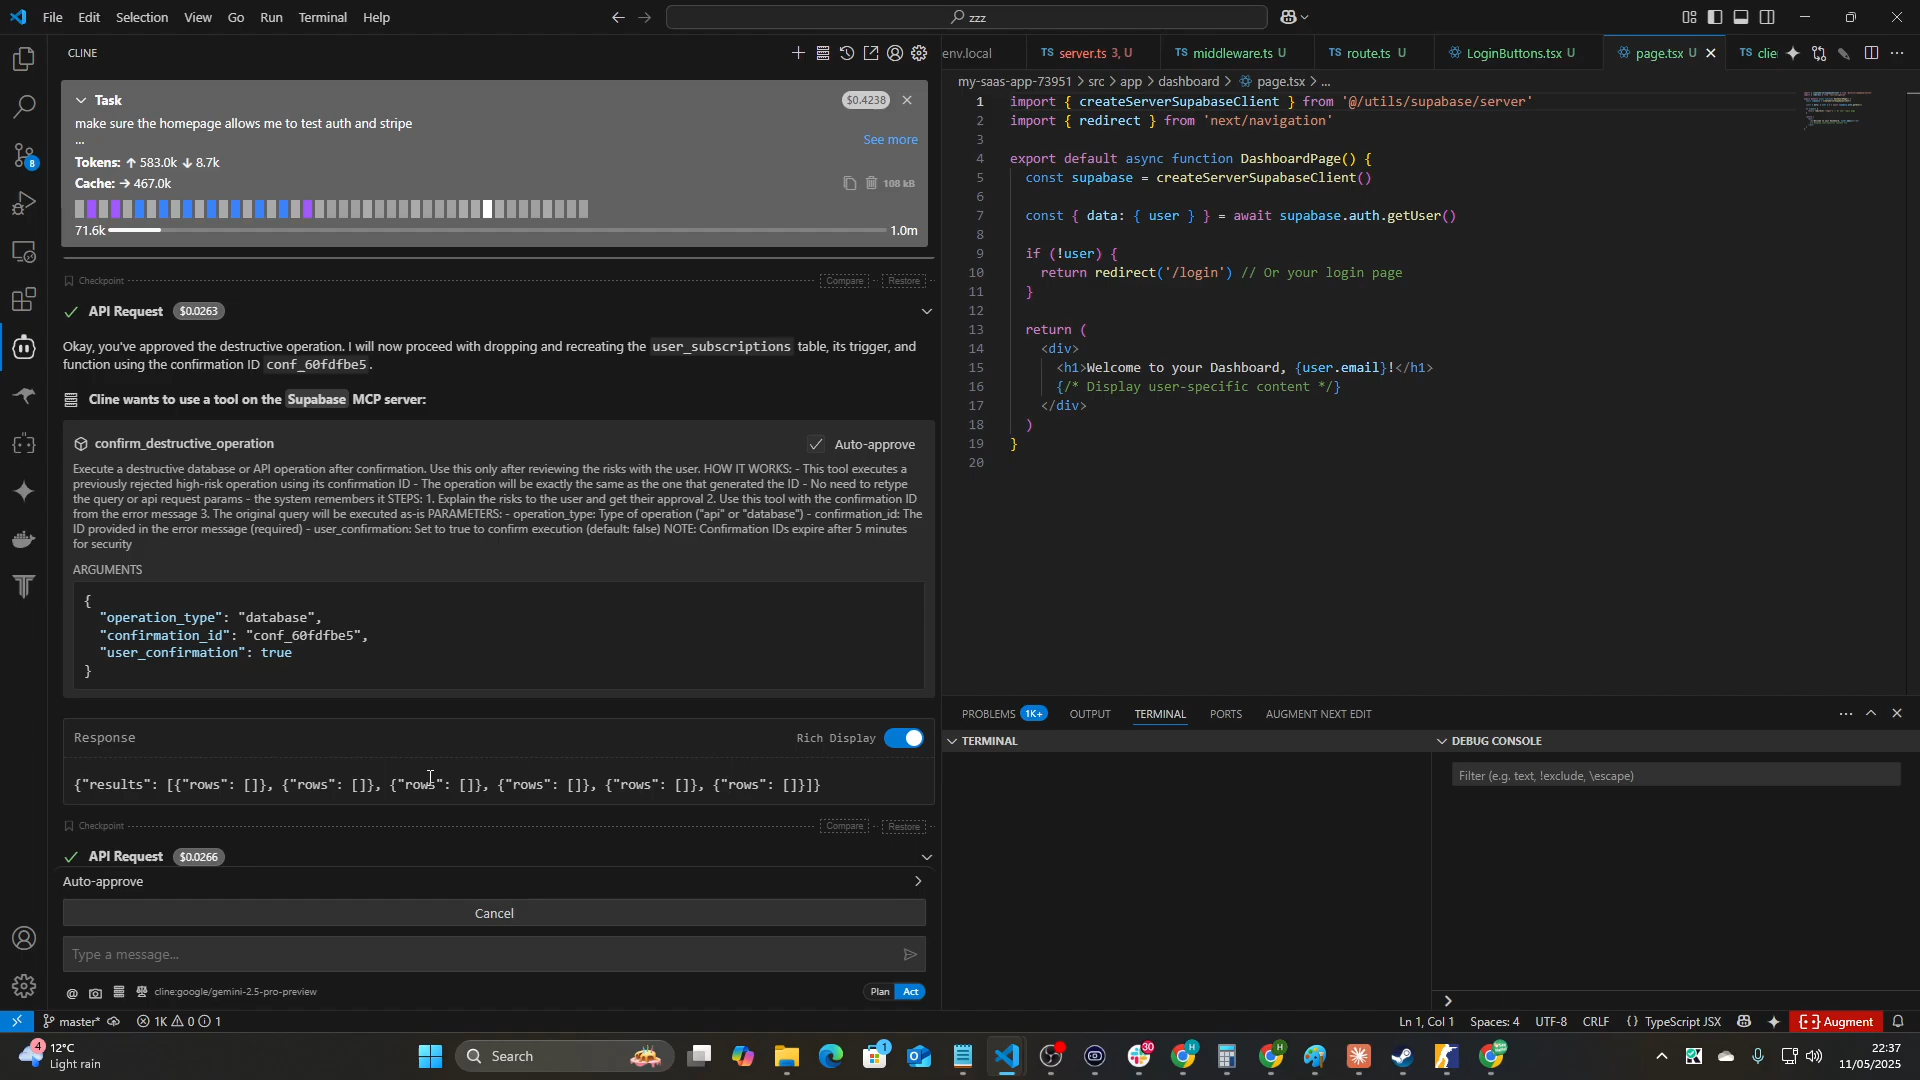 File Edit Selection View Go Run Terminal Help
zzz
CLINE
Task
$0.4238
make sure the homepage allows me to test auth and stripe
...
See more
Tokens: ↑ 583.0k ↓ 8.7k
Cache: → 467.0k
108 kB
71.6k
1.0m
Checkpoint
Compare
Restore
API Request $0.0263
Okay, you've approved the destructive operation. I will now proceed with dropping and recreating the user_subscriptions table, its trigger, and
function using the confirmation ID conf_60fdfbe5.
Cline wants to use a tool on the Supabase MCP server:
confirm_destructive_operation
Auto-approve
Execute a destructive database or API operation after confirmation. Use this only after reviewing the risks with the user. HOW IT WORKS: - This tool executes a
previously rejected high-risk operation using its confirmation ID - The operation will be exactly the same as the one that generated the ID - No need to retype
the query or api request params - the system remembers it STEPS: 1. Explain the risks to the user and get their approval 2. Use this tool with the confirmation ID
from the error message 3. The original query will be executed as-is PARAMETERS: - operation_type: Type of operation ("api" or "database") - confirmation_id: The
ID provided in the error message (required) - user_confirmation: Set to true to confirm execution (default: false) NOTE: Confirmation IDs expire after 5 minutes
for security
ARGUMENTS
{
"operation_type": "database",
"confirmation_id": "conf_60fdfbe5",
"user_confirmation": true
}
Response
Rich Display
{"results": [{"rows": []}, {"rows": []}, {"rows": []}, {"rows": []}, {"rows": []}, {"rows": []}]}
Checkpoint
Compare
Restore
API Request $0.0266
Auto-approve
Cancel
Type a message...
@
cline:google/gemini-2.5-pro-preview
Plan Act
env.local
TS server.ts 3, U
TS middleware.ts U
TS route.ts U
LoginButtons.tsx U
page.tsx U
TS clie
my-saas-app-73951 > src > app > dashboard > page.tsx > ...
1 import { createServerSupabaseClient } from '@/utils/supabase/server'
2 import { redirect } from 'next/navigation'
3
4 export default async function DashboardPage() {
5 const supabase = createServerSupabaseClient()
6
7 const { data: { user } } = await supabase.auth.getUser()
8
9 if (!user) {
10 return redirect('/login') // Or your login page
11 }
12
13 return (
14 <div>
15 <h1>Welcome to your Dashboard, {user.email}!</h1>
16 {/* Display user-specific content */}
17 </div>
18 )
19 }
20
PROBLEMS 1K+ OUTPUT TERMINAL PORTS AUGMENT NEXT EDIT
TERMINAL
DEBUG CONSOLE
Filter (e.g. text, !exclude, \escape)
8
master*
1K 0 1
Ln 1, Col 1 Spaces: 4 UTF-8 CRLF {} TypeScript JSX
Augment
4
12°C
Light rain
Search
1
30
22:37
11/05/2025